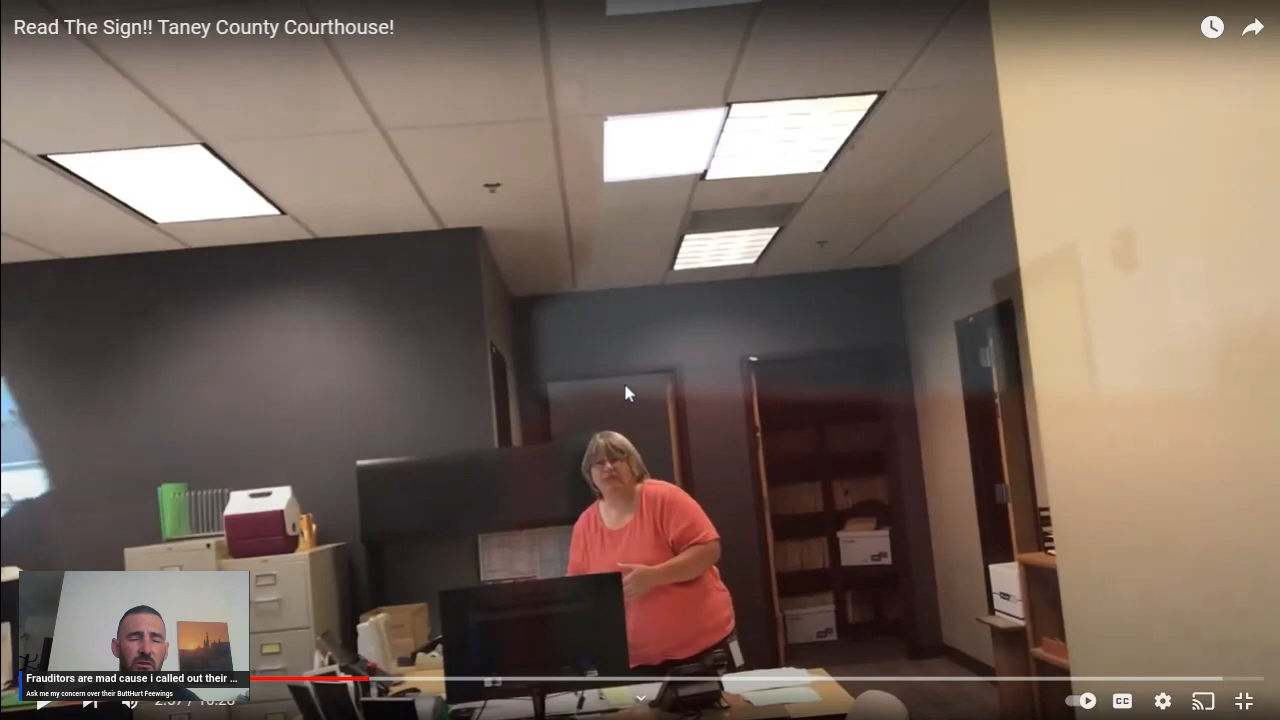 Read The Sign!! Taney County Courthouse!
Frauditors are mad cause i called out their ...
Ask me my concern over their ButtHurt Feewings
CC